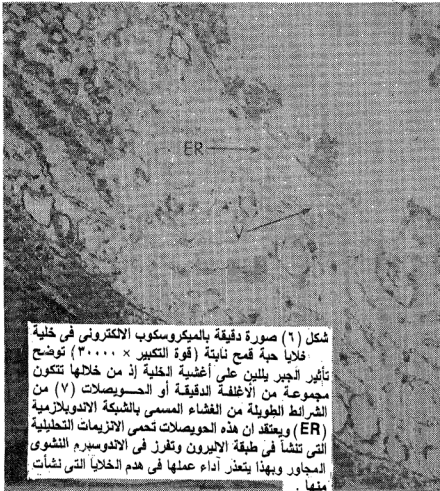 ER
V
شكل (٦) صورة دقيقة بالميكروسكوب الالكترونى فى خلية
خلايا حبة قمح نابتة (قوة التكبير × ٣٠٠٠٠) توضح
تأثير الجبر يللين على أغشية الخلية إذ من خلالها تتكون
مجموعة من الأغلفة الدقيقة أو الحــويصلات (٧) من
الشرائط الطويلة من الغشاء المسمى بالشبكة الاندوبلازمية
(ER) ويعتقد ان هذه الحويصلات تحمى الانزيمات التحليلية
التى تنشأ فى طبقة الاليرون وتفرز فى الاندوسبرم النشوى
المجاور وبهذا يتعذر أداء عملها فى هدم الخلايا التى نشأت
منها .